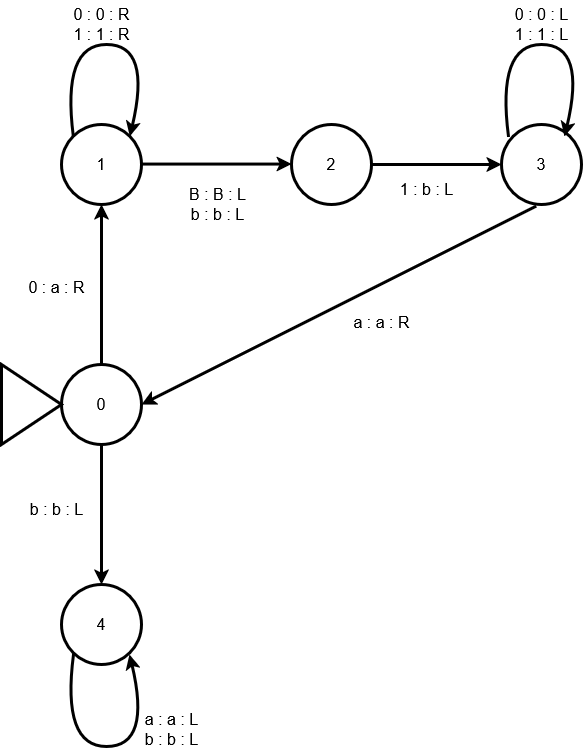 0 : 0 : R
1 : 1 : R
0 : 0 : L
1 : 1 : L
1
2
3
B : B : L
b : b : L
1 : b : L
0 : a : R
a : a : R
0
b : b : L
4
a : a : L
b : b : L